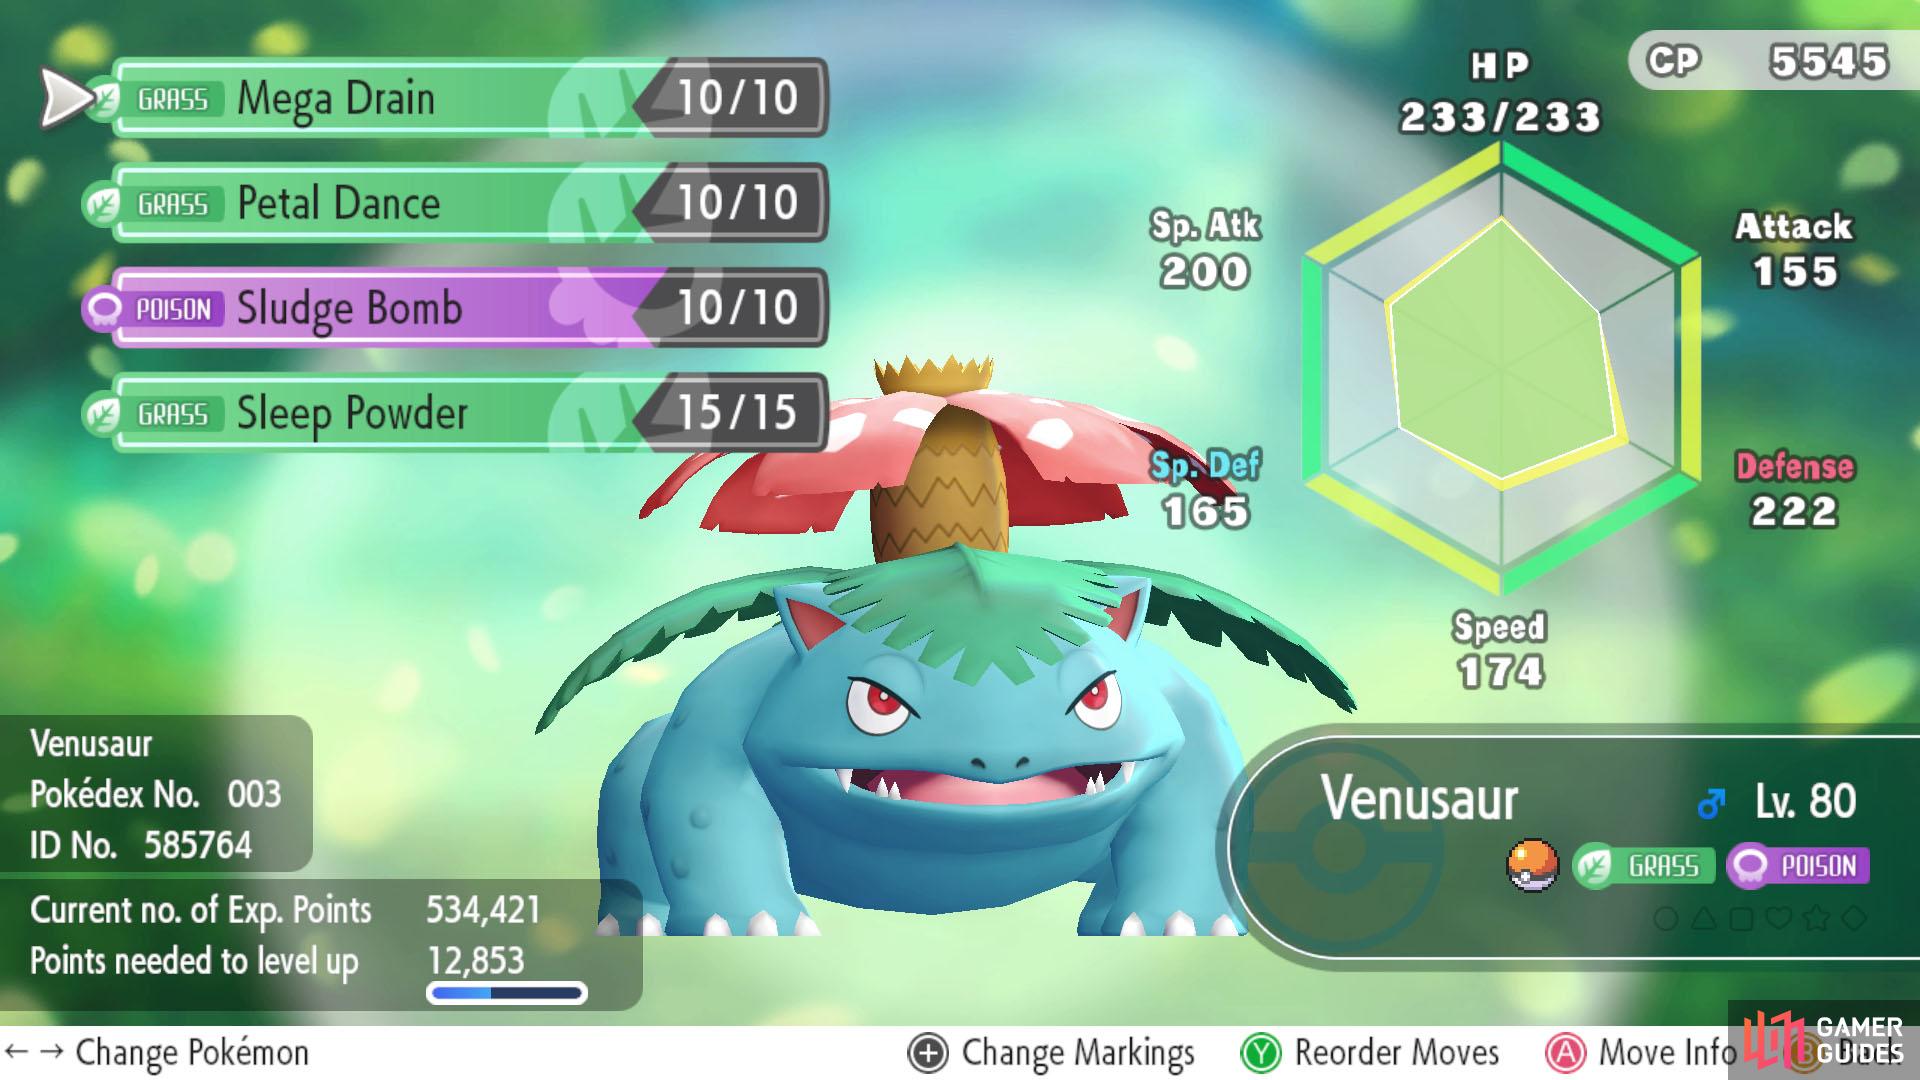 GRASS Mega Drain 10/10
GRASS Petal Dance 10/10
POISON Sludge Bomb 10/10
GRASS Sleep Powder 15/15
CP 5545
HP
233/233
Sp. Atk
200
Attack
155
Sp. Def
165
Defense
222
Speed
174
Venusaur
Pokédex No. 003
ID No. 585764
Current no. of Exp. Points 534,421
Points needed to level up 12,853
Venusaur ♂ Lv. 80
GRASS POISON
← → Change Pokémon
+ Change Markings
Y Reorder Moves
A Move Info
B Back
GAMER
GUIDES